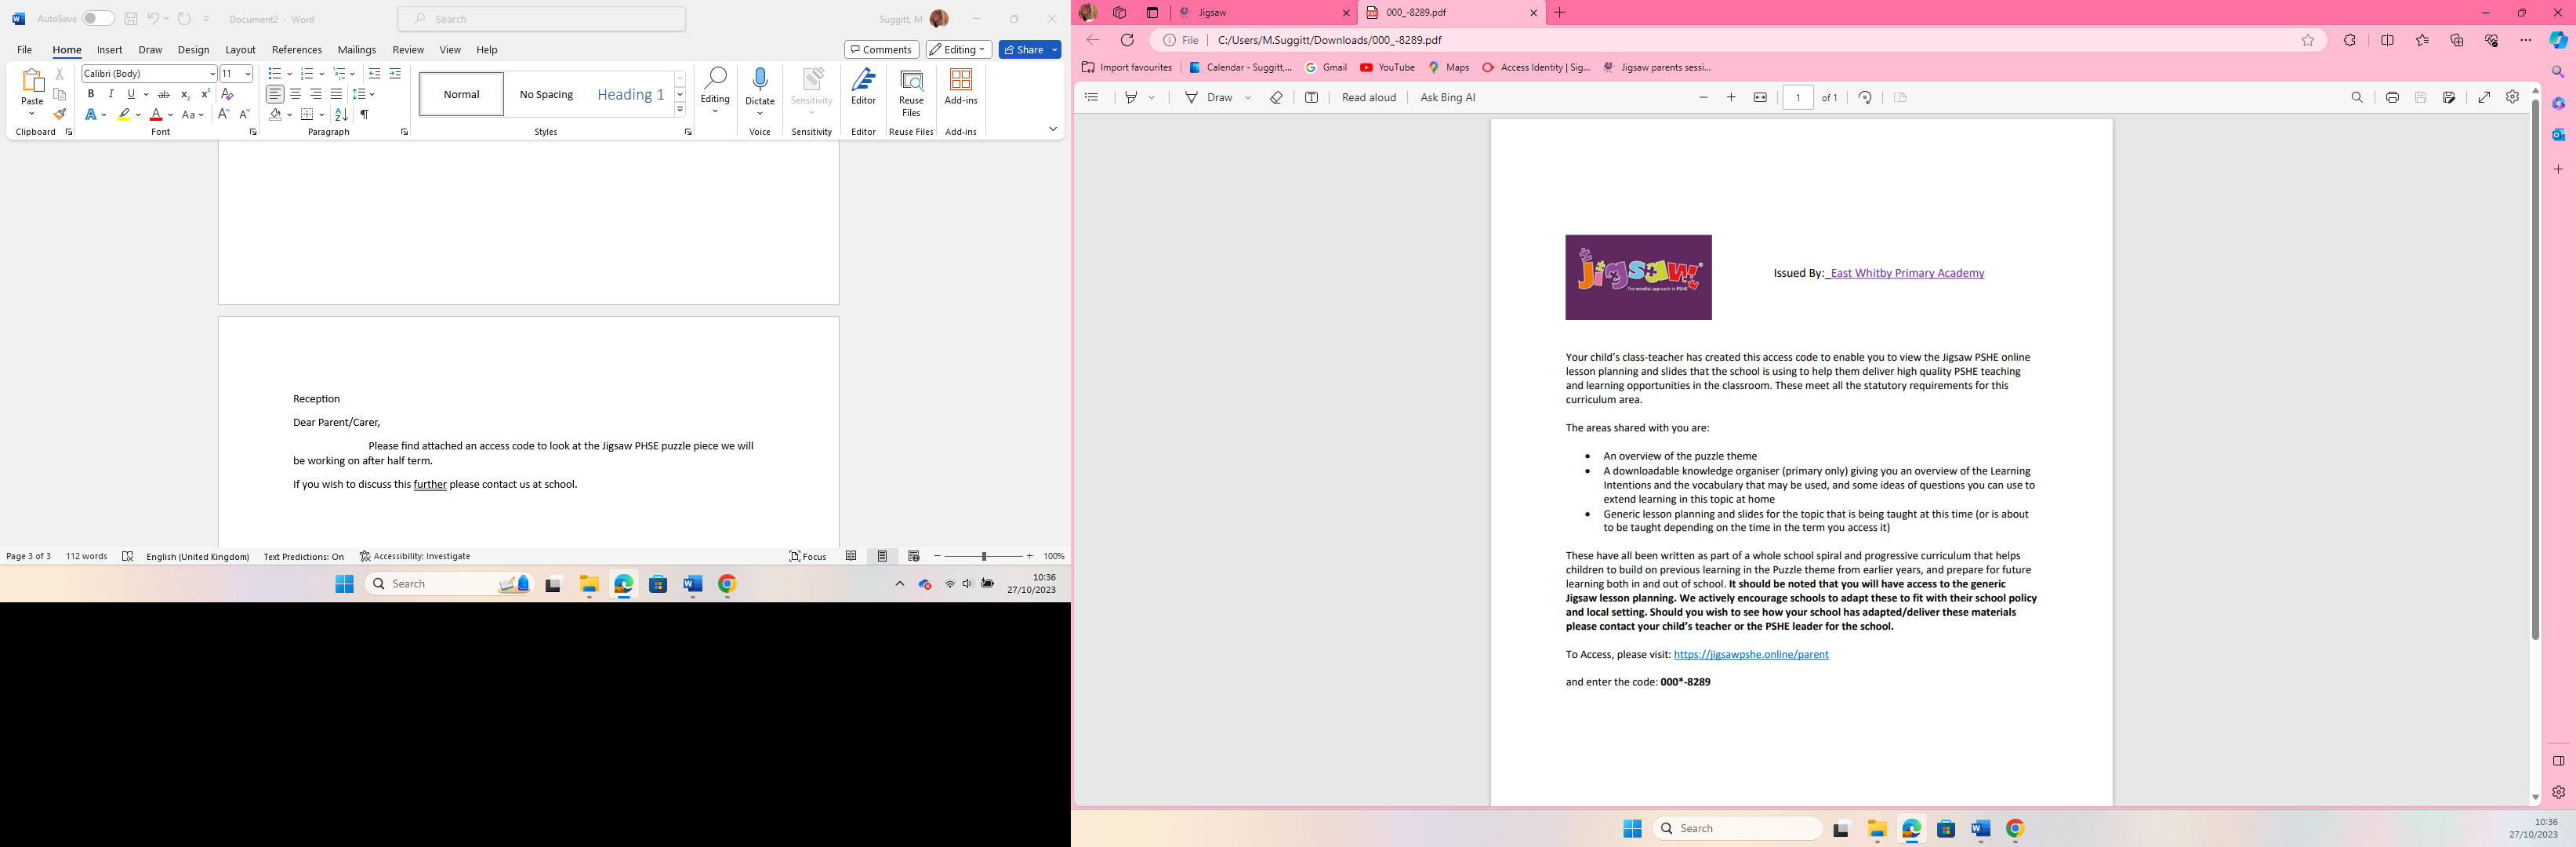 AutoSave
Document2 - Word
Search
Suggitt, M
File Home Insert Draw Design Layout References Mailings Review View Help
Comments Editing Share
Paste
Calibri (Body) 11
B I U ab x₂ x²
A A Aa A A
Normal
No Spacing
Heading 1
Editing
Dictate
Sensitivity
Editor
Reuse
Files
Add-ins
Clipboard Font Paragraph Styles Voice Sensitivity Editor Reuse Files Add-ins
Reception
Dear Parent/Carer,
Please find attached an access code to look at the Jigsaw PHSE puzzle piece we will
be working on after half term.
If you wish to discuss this further please contact us at school.
Page 3 of 3 112 words English (United Kingdom) Text Predictions: On Accessibility: Investigate Focus 100%
Search
10:36
27/10/2023
Jigsaw
000_-8289.pdf
File C:/Users/M.Suggitt/Downloads/000_-8289.pdf
Import favourites Calendar - Suggitt,... Gmail YouTube Maps Access Identity | Sig... Jigsaw parents sessi...
Draw Read aloud Ask Bing AI 1 of 1
Jigsaw
The mindful approach to PSHE
Issued By:_East Whitby Primary Academy
Your child’s class-teacher has created this access code to enable you to view the Jigsaw PSHE online
lesson planning and slides that the school is using to help them deliver high quality PSHE teaching
and learning opportunities in the classroom. These meet all the statutory requirements for this
curriculum area.
The areas shared with you are:
• An overview of the puzzle theme
• A downloadable knowledge organiser (primary only) giving you an overview of the Learning
Intentions and the vocabulary that may be used, and some ideas of questions you can use to
extend learning in this topic at home
• Generic lesson planning and slides for the topic that is being taught at this time (or is about
to be taught depending on the time in the term you access it)
These have all been written as part of a whole school spiral and progressive curriculum that helps
children to build on previous learning in the Puzzle theme from earlier years, and prepare for future
learning both in and out of school. It should be noted that you will have access to the generic
Jigsaw lesson planning. We actively encourage schools to adapt these to fit with their school policy
and local setting. Should you wish to see how your school has adapted/deliver these materials
please contact your child’s teacher or the PSHE leader for the school.
To Access, please visit: https://jigsawpshe.online/parent
and enter the code: 000*-8289
Search
10:36
27/10/2023